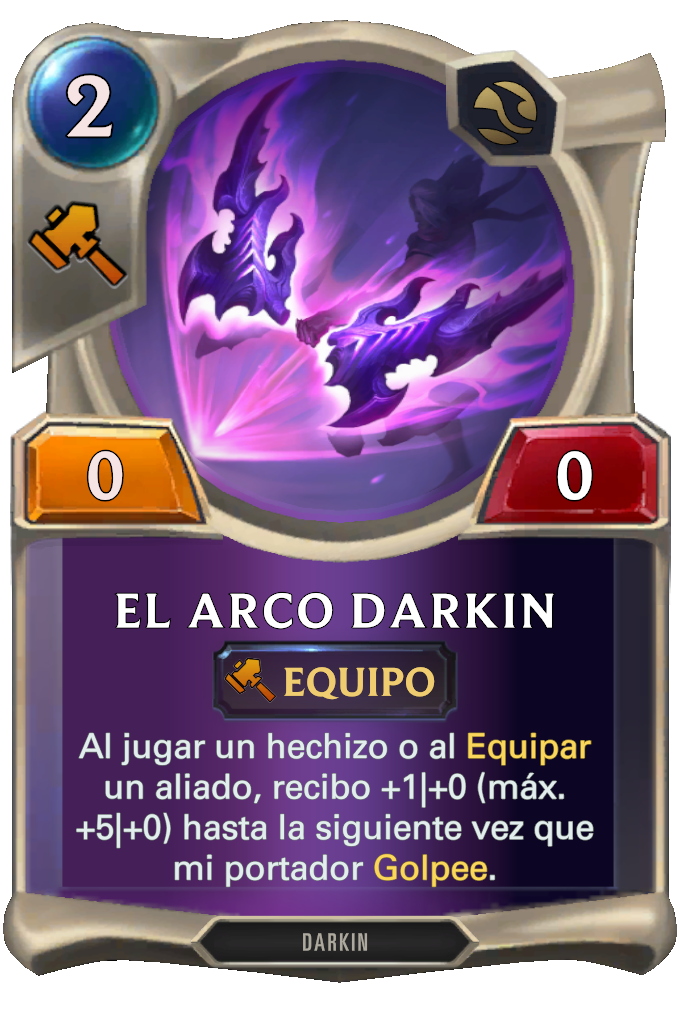 2
0
0
EL ARCO DARKIN
EQUIPO
Al jugar un hechizo o al Equipar
un aliado, recibo +1|+0 (máx.
+5|+0) hasta la siguiente vez que
mi portador Golpee.
DARKIN